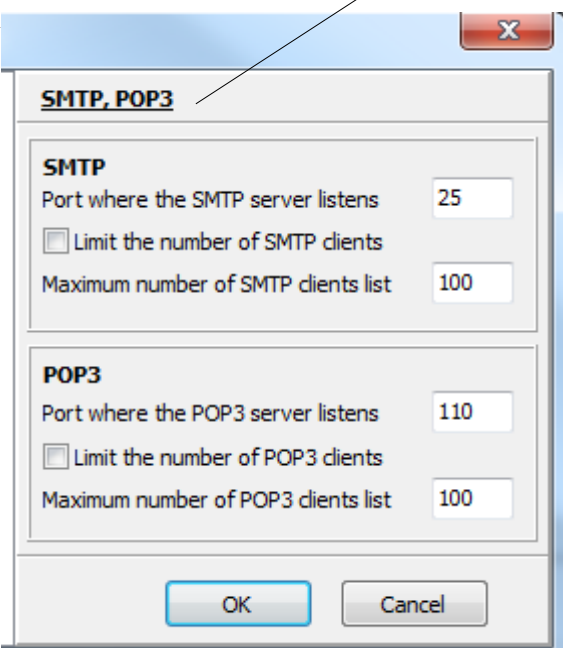 SMTP, POP3
SMTP
Port where the SMTP server listens 25
Limit the number of SMTP clients
Maximum number of SMTP clients list 100
POP3
Port where the POP3 server listens 110
Limit the number of POP3 clients
Maximum number of POP3 clients list 100
OK Cancel